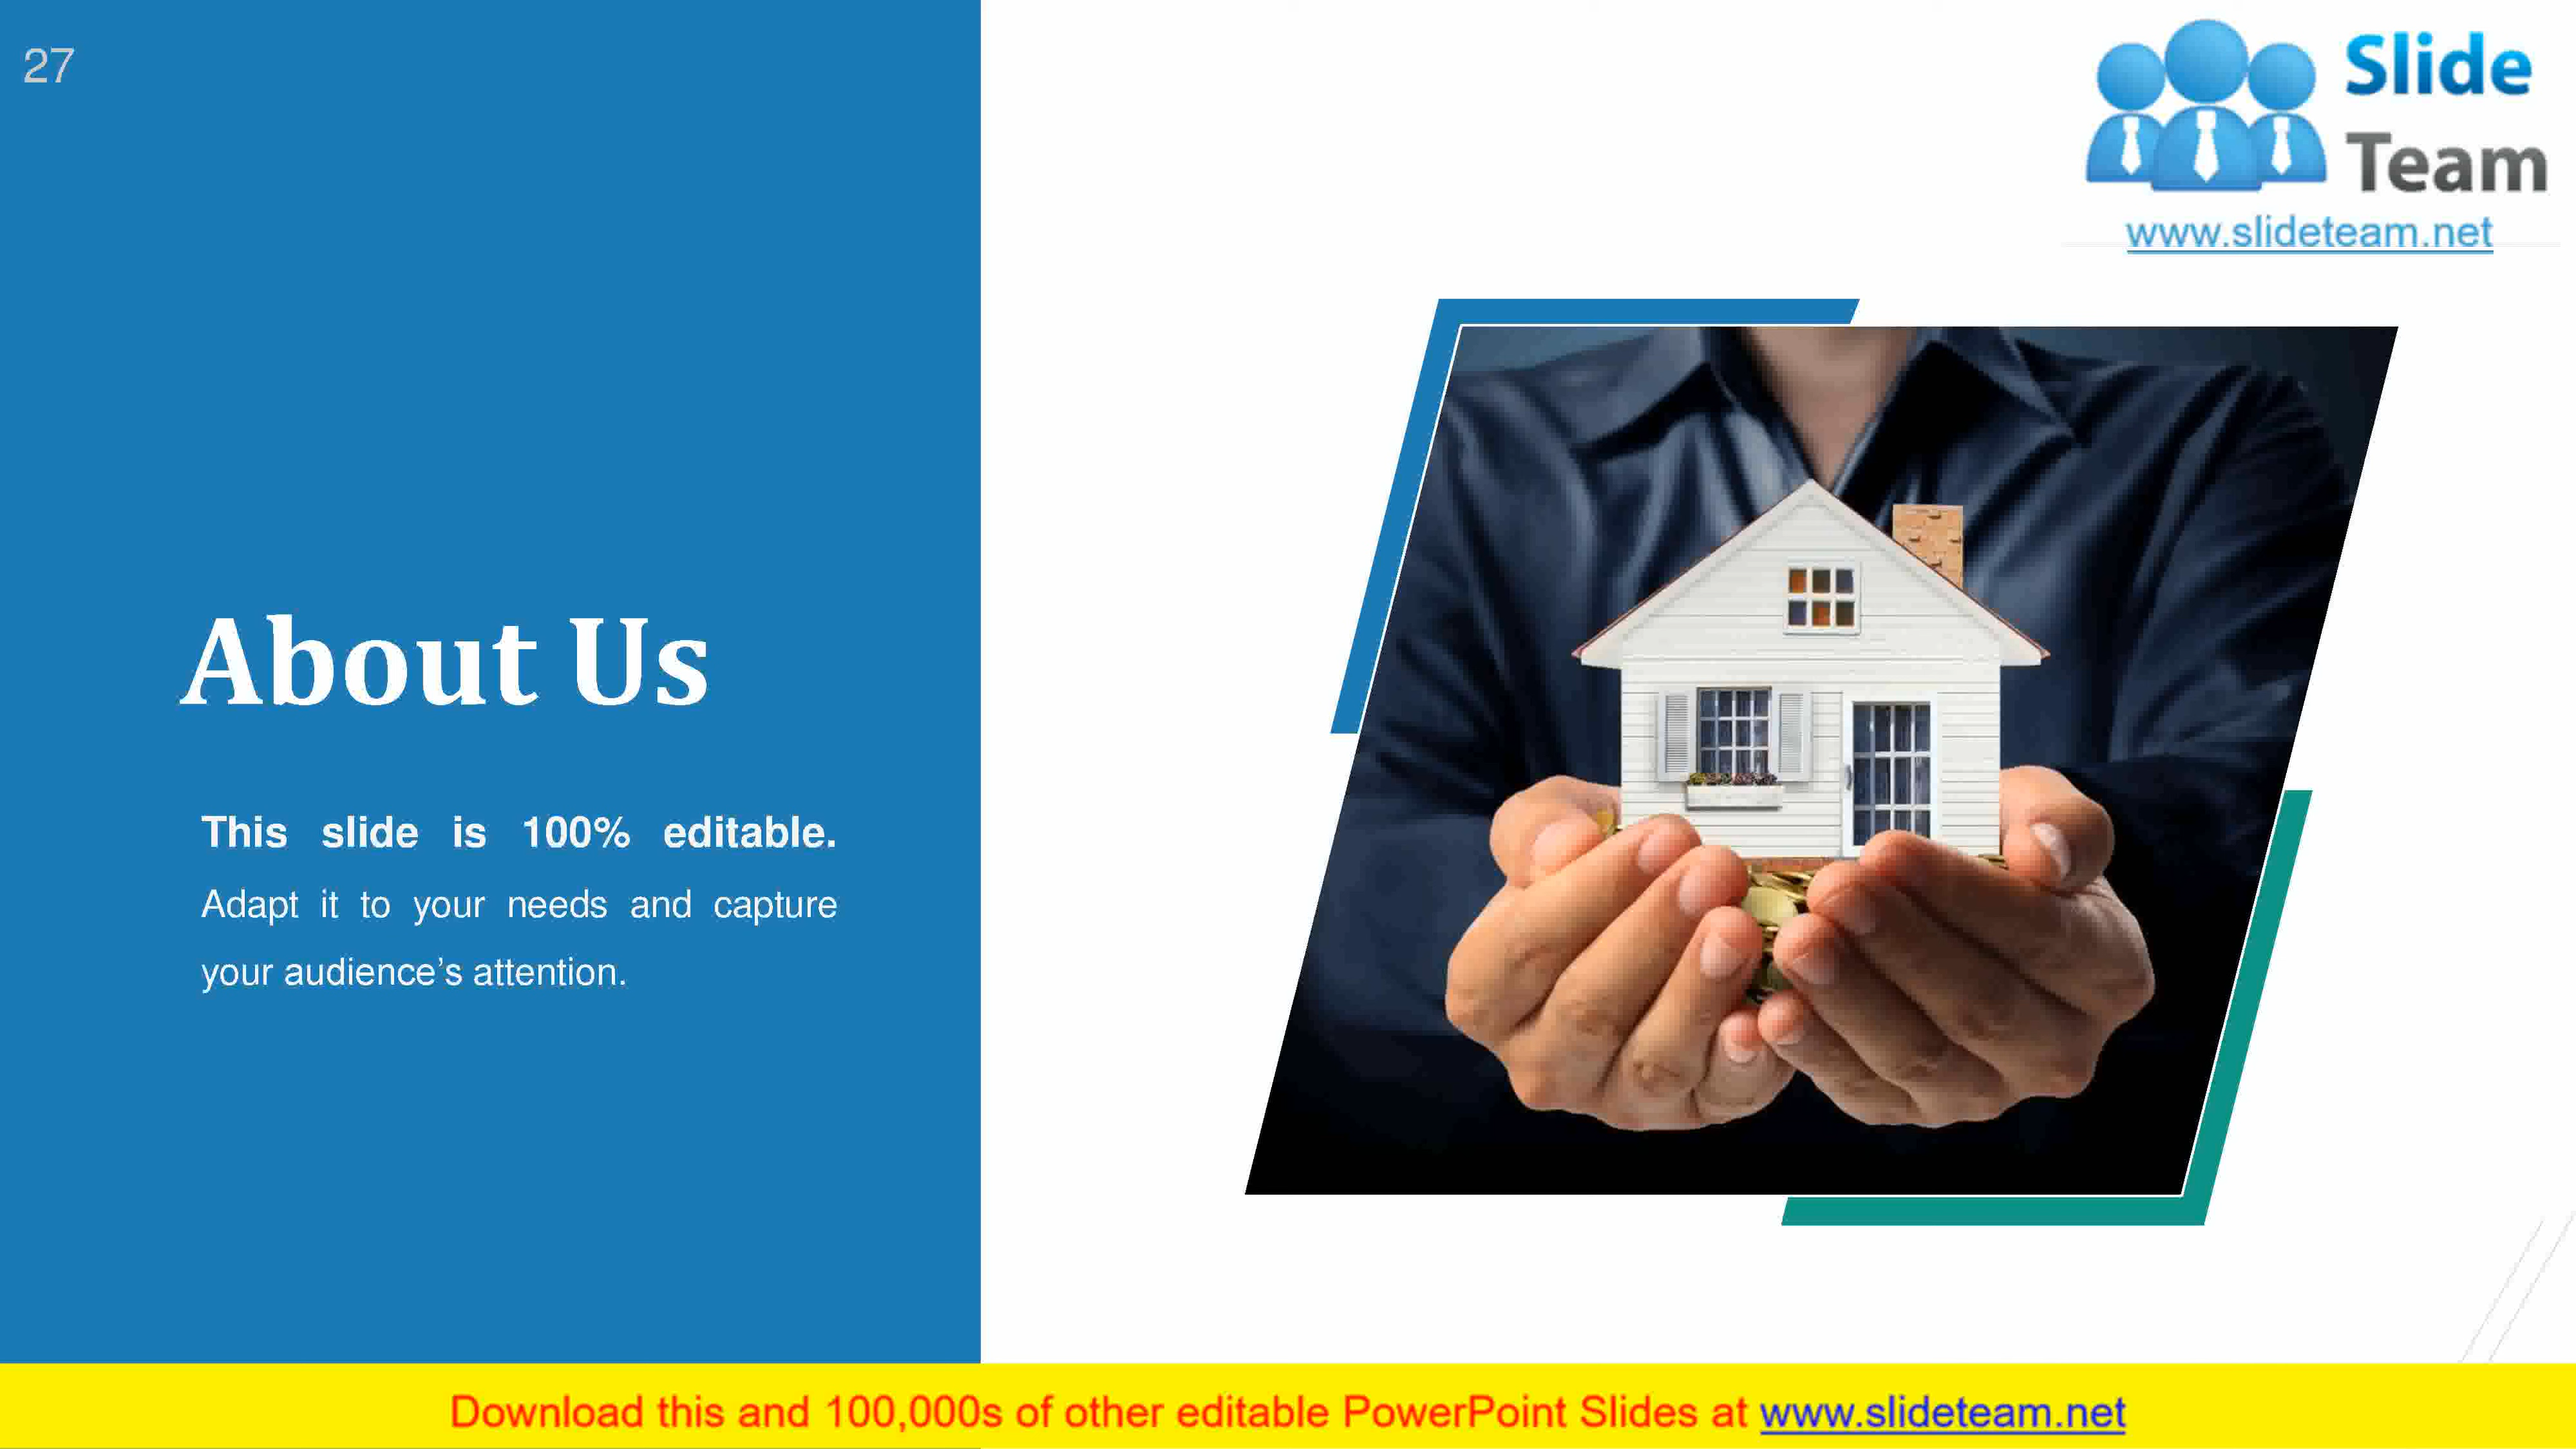 27
Slide
Team
www.slideteam.net
About Us
This slide is 100% editable.
Adapt it to your needs and capture
your audience’s attention.
Download this and 100,000s of other editable PowerPoint Slides at www.slideteam.net